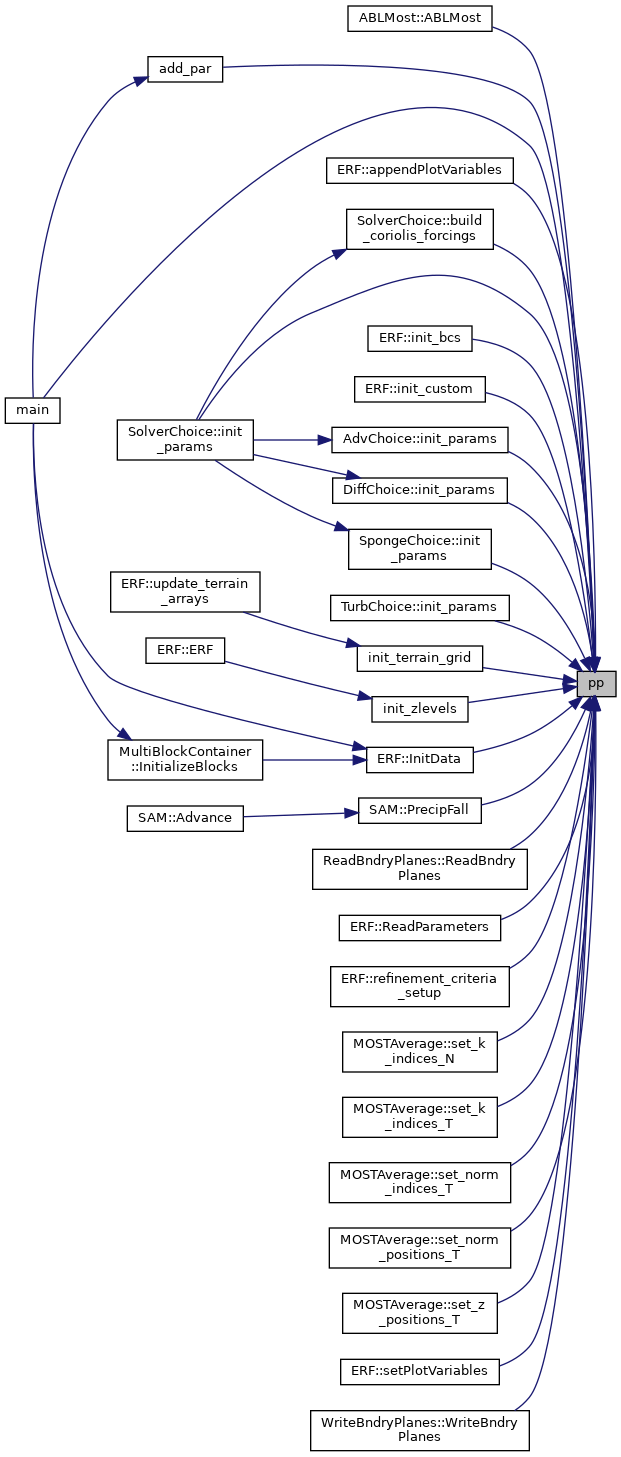 ABLMost::ABLMost
add_par
ERF::appendPlotVariables
SolverChoice::build
_coriolis_forcings
ERF::init_bcs
ERF::init_custom
main
SolverChoice::init
_params
AdvChoice::init_params
DiffChoice::init_params
SpongeChoice::init
_params
ERF::update_terrain
_arrays
TurbChoice::init_params
ERF::ERF
init_terrain_grid
pp
init_zlevels
MultiBlockContainer
::InitializeBlocks
ERF::InitData
SAM::Advance
SAM::PrecipFall
ReadBndryPlanes::ReadBndry
Planes
ERF::ReadParameters
ERF::refinement_criteria
_setup
MOSTAverage::set_k
_indices_N
MOSTAverage::set_k
_indices_T
MOSTAverage::set_norm
_indices_T
MOSTAverage::set_norm
_positions_T
MOSTAverage::set_z
_positions_T
ERF::setPlotVariables
WriteBndryPlanes::WriteBndry
Planes